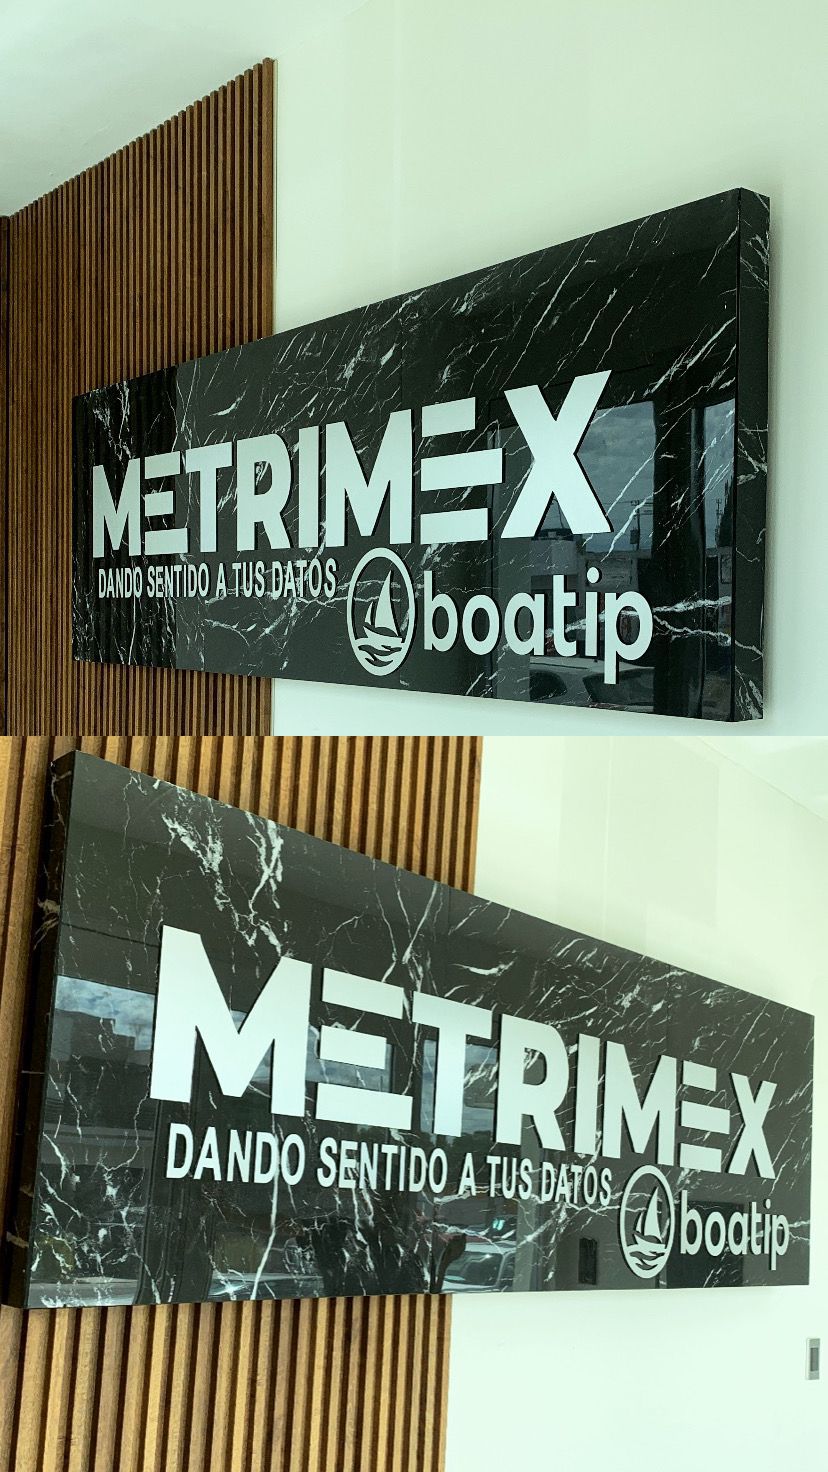 METRIMEX
DANDO SENTIDO A TUS DATOS
boatip
METRIMEX
DANDO SENTIDO A TUS DATOS
boatip